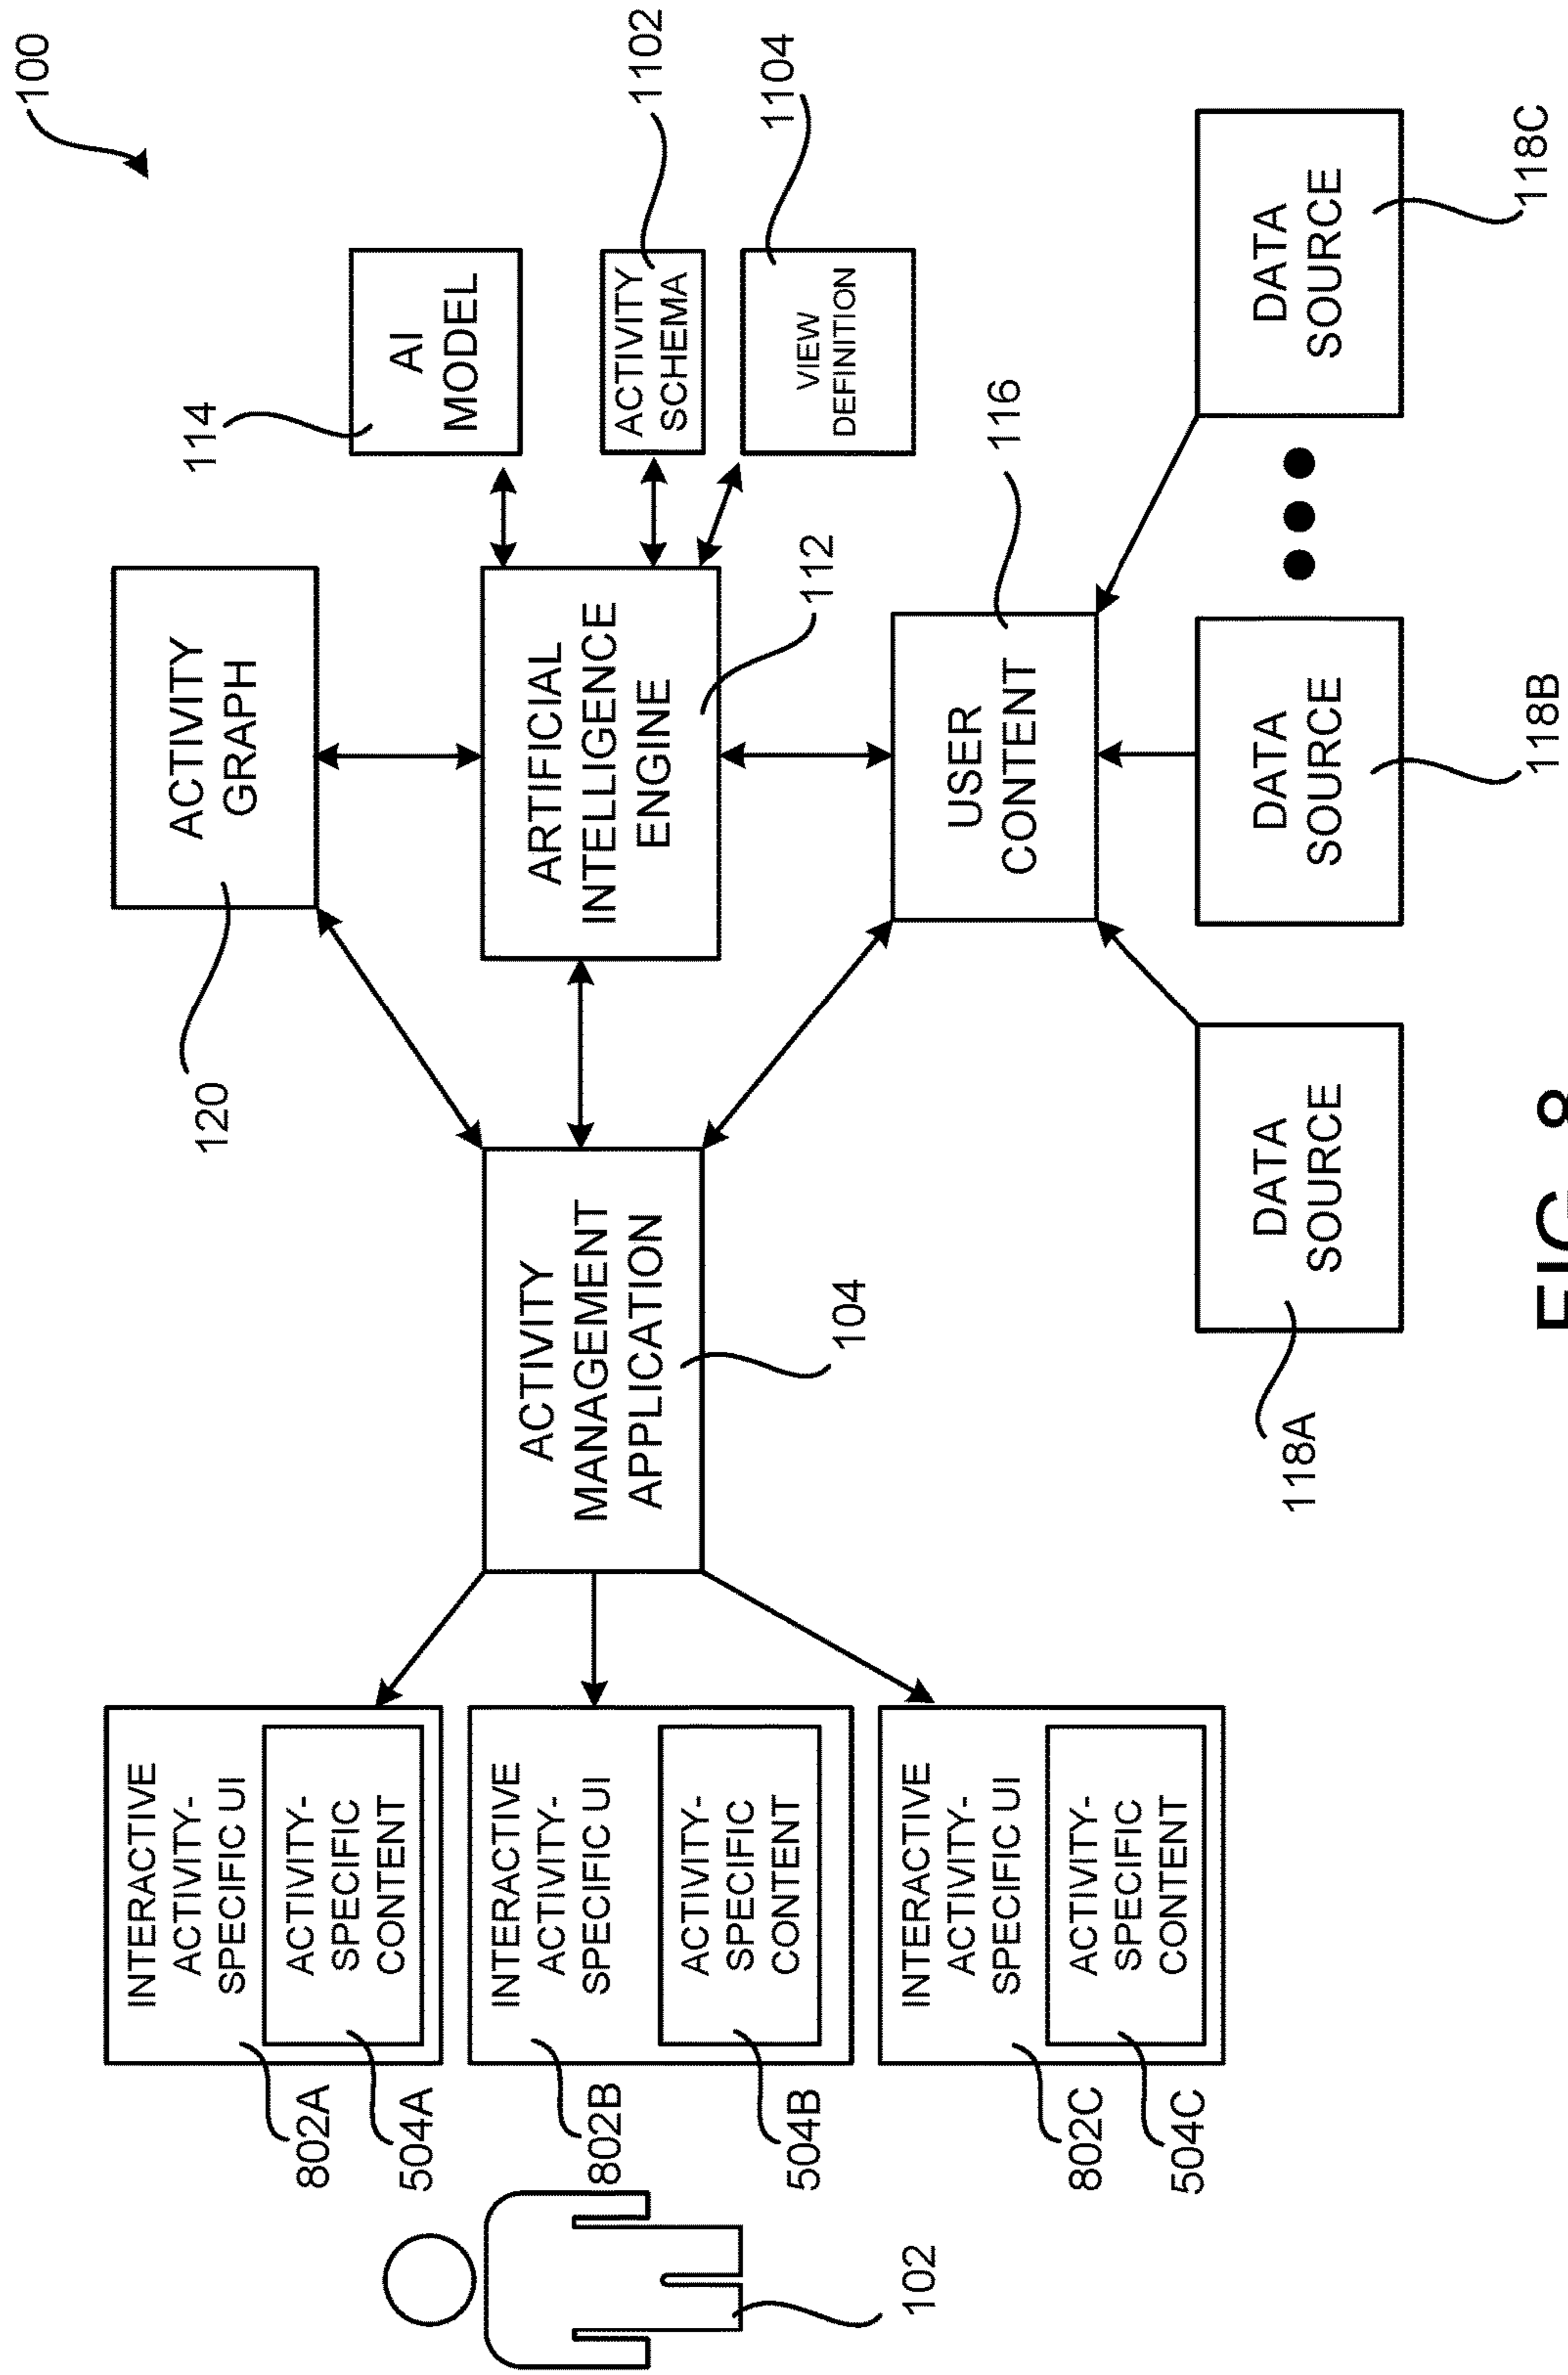 100
ACTIVITY
GRAPH
120
AI
MODEL
114
ACTIVITY
SCHEMA
1102
VIEW
DEFINITION
1104
ARTIFICIAL
INTELLIGENCE
ENGINE
112
ACTIVITY
MANAGEMENT
APPLICATION
104
USER
CONTENT
116
INTERACTIVE
ACTIVITY-
SPECIFIC UI
ACTIVITY-
SPECIFIC
CONTENT
802A
504A
INTERACTIVE
ACTIVITY-
SPECIFIC UI
ACTIVITY-
SPECIFIC
CONTENT
802B
504B
INTERACTIVE
ACTIVITY-
SPECIFIC UI
ACTIVITY-
SPECIFIC
CONTENT
802C
504C
102
DATA
SOURCE
118A
DATA
SOURCE
118B
DATA
SOURCE
118C